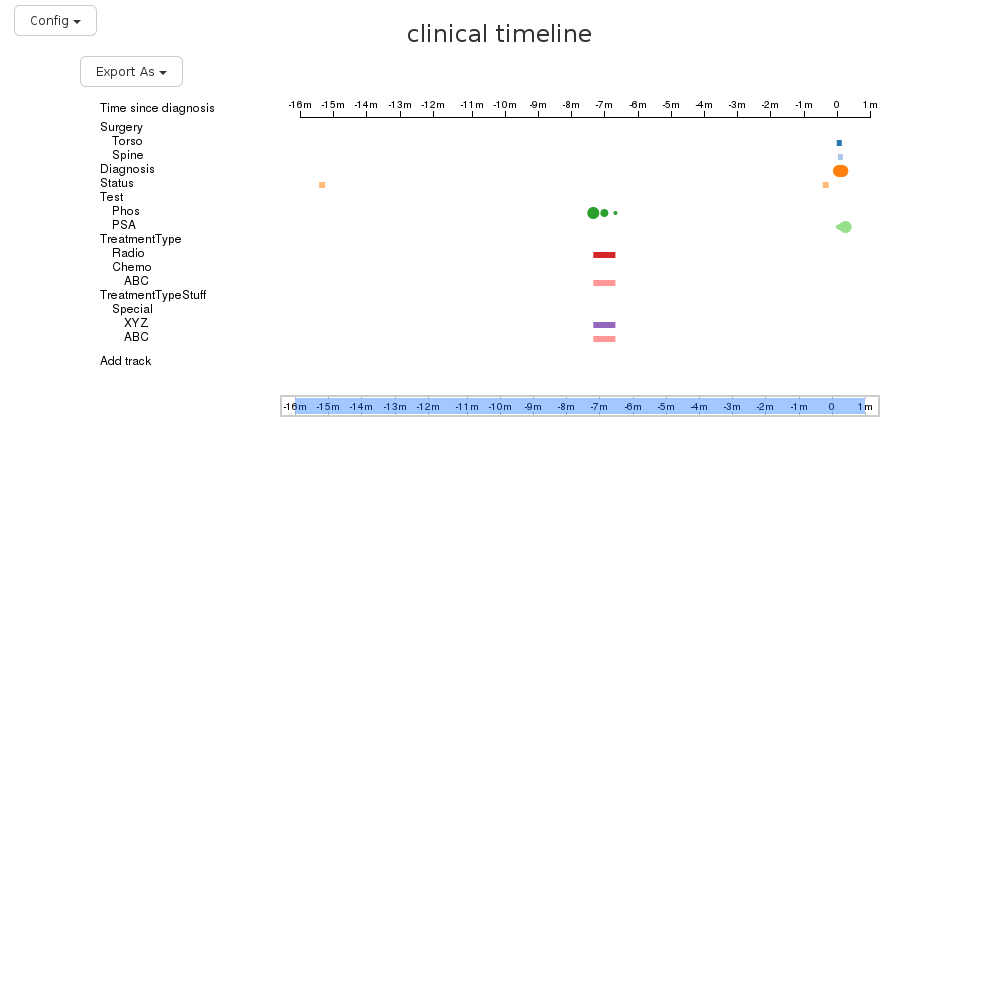 Config
clinical timeline
Export As
Time since diagnosis
-16m -15m -14m -13m -12m -11m -10m -9m -8m -7m -6m -5m -4m -3m -2m -1m 0 1m
Surgery
Torso
Spine
Diagnosis
Status
Test
Phos
PSA
TreatmentType
Radio
Chemo
ABC
TreatmentTypeStuff
Special
XYZ
ABC
Add track
-16m -15m -14m -13m -12m -11m -10m -9m -8m -7m -6m -5m -4m -3m -2m -1m 0 1m